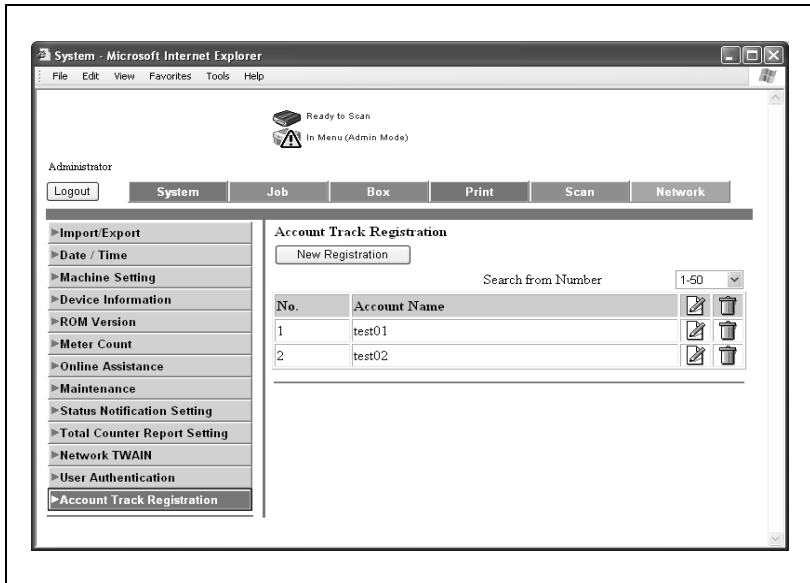 System - Microsoft Internet Explorer
File Edit View Favorites Tools Help
Ready to Scan
In Menu (Admin Mode)
Administrator
Logout System Job Box Print Scan Network
Import/Export
Date / Time
Machine Setting
Device Information
ROM Version
Meter Count
Online Assistance
Maintenance
Status Notification Setting
Total Counter Report Setting
Network TWAIN
User Authentication
Account Track Registration
Account Track Registration
New Registration
Search from Number 1-50
No. Account Name
1 test01
2 test02